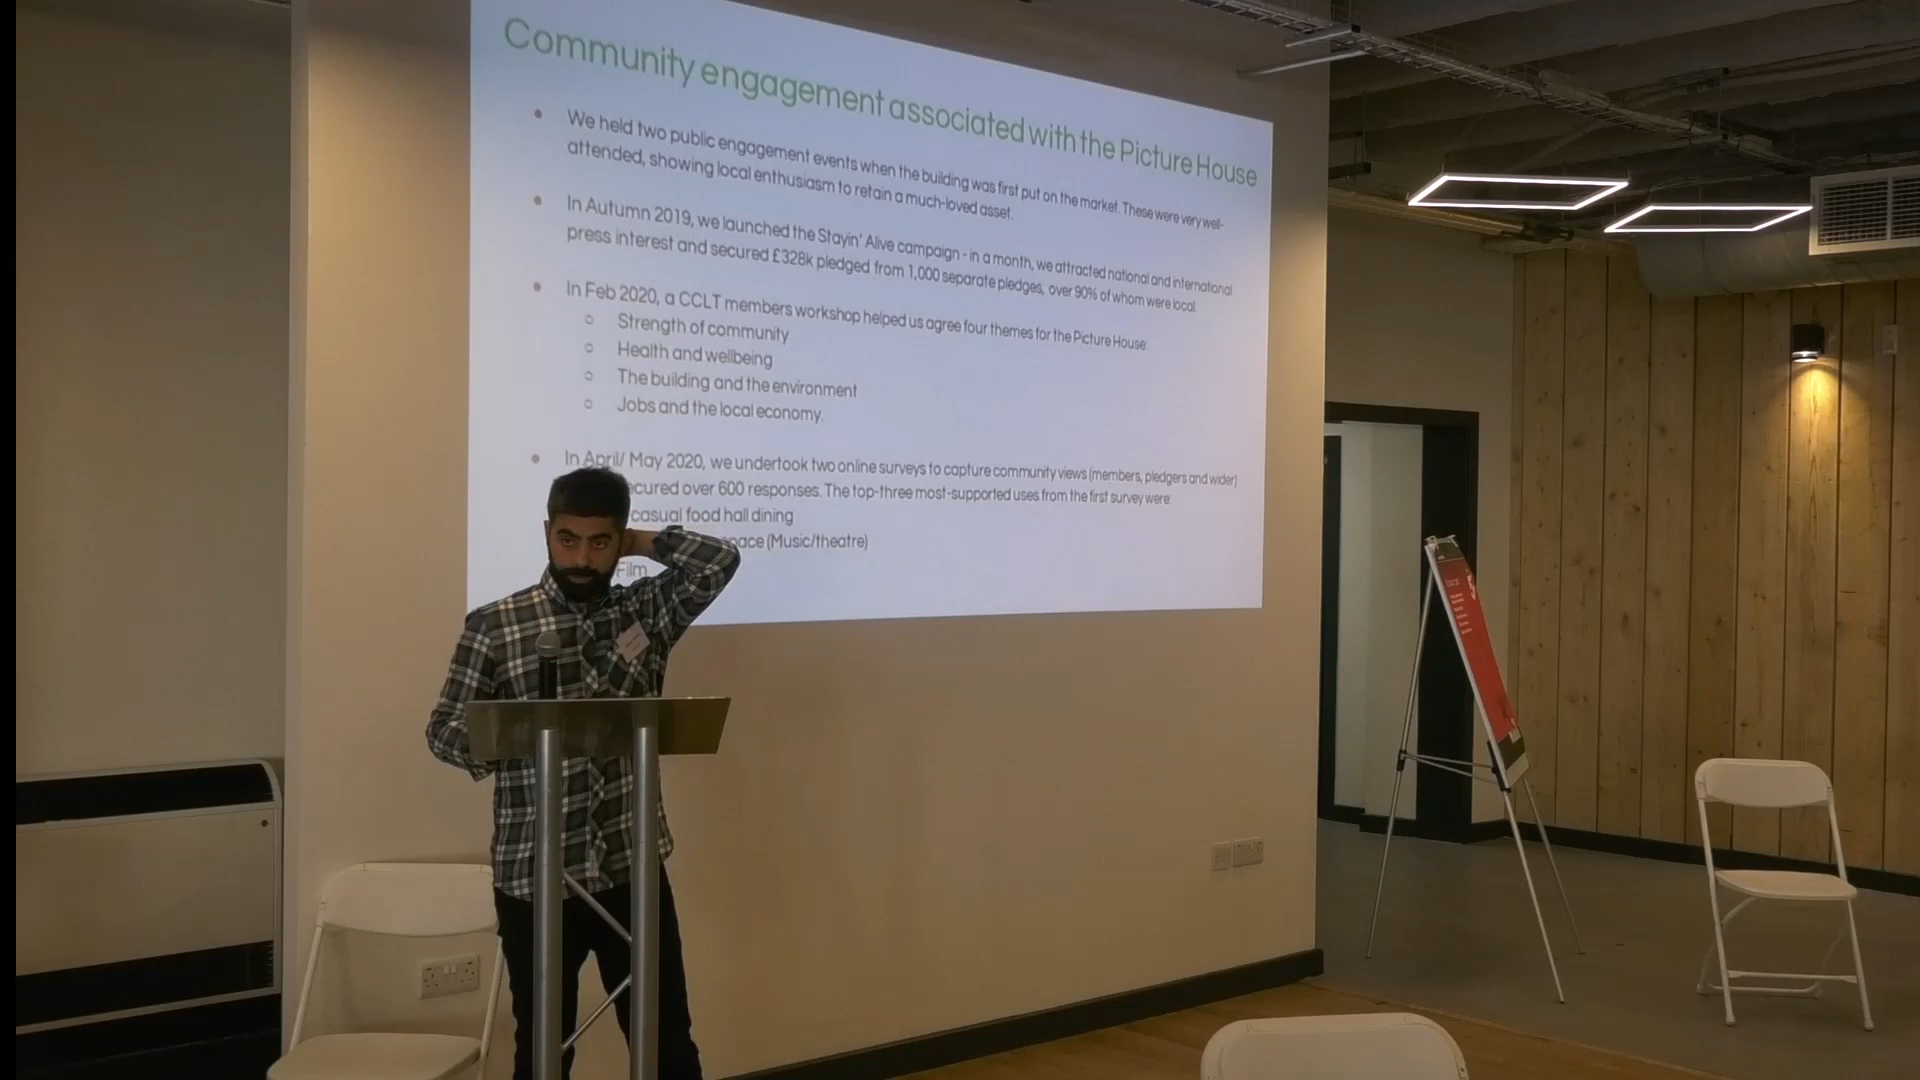 Community engagement associated with the Picture House
We held two public engagement events when the building was first put on the market. These were very well-
attended, showing local enthusiasm to retain a much-loved asset.
In Autumn 2019, we launched the Stayin' Alive campaign - in a month, we attracted national and international
press interest and secured £328k pledged from 1,000 separate pledges, over 90% of whom were local.
In Feb 2020, a CCLT members workshop helped us agree four themes for the Picture House:
Strength of community
Health and wellbeing
The building and the environment
Jobs and the local economy.
In April/ May 2020, we undertook two online surveys to capture community views (members, pledgers and wider)
ecured over 600 responses. The top-three most-supported uses from the first survey were:
casual food hall dining
pace (Music/theatre)
Film